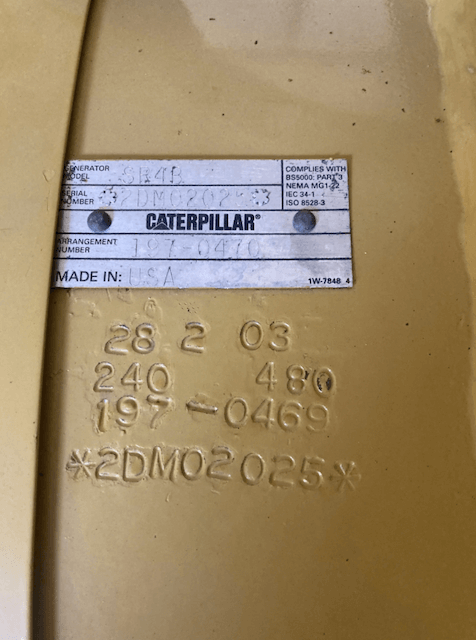 GENERATOR
MODEL SR4B
SERIAL
NUMBER
COMPLIES WITH
BS5000: PART 3
NEMA MG1-22
IEC 34-1
ISO 8528-3
CATERPILLAR®
ARRANGEMENT
NUMBER 197-0470
MADE IN: USA
1W-7848 4
28 2 03
240 480
197-0469
*2DM02025*